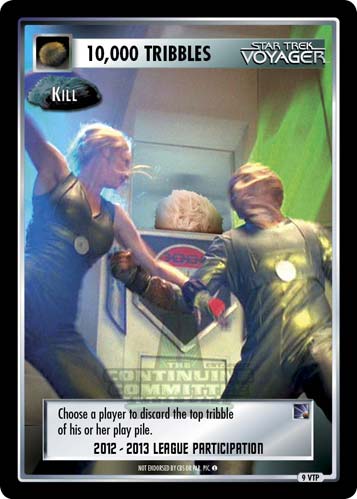 10,000 TRIBBLES
STAR TREK
VOYAGER
KILL
THE
CONTINUING
COMMITTEE
Choose a player to discard the top tribble
of his or her play pile.
2012 - 2013 LEAGUE PARTICIPATION
NOT ENDORSED BY CBS OR PAR. PIC.
9 VTP